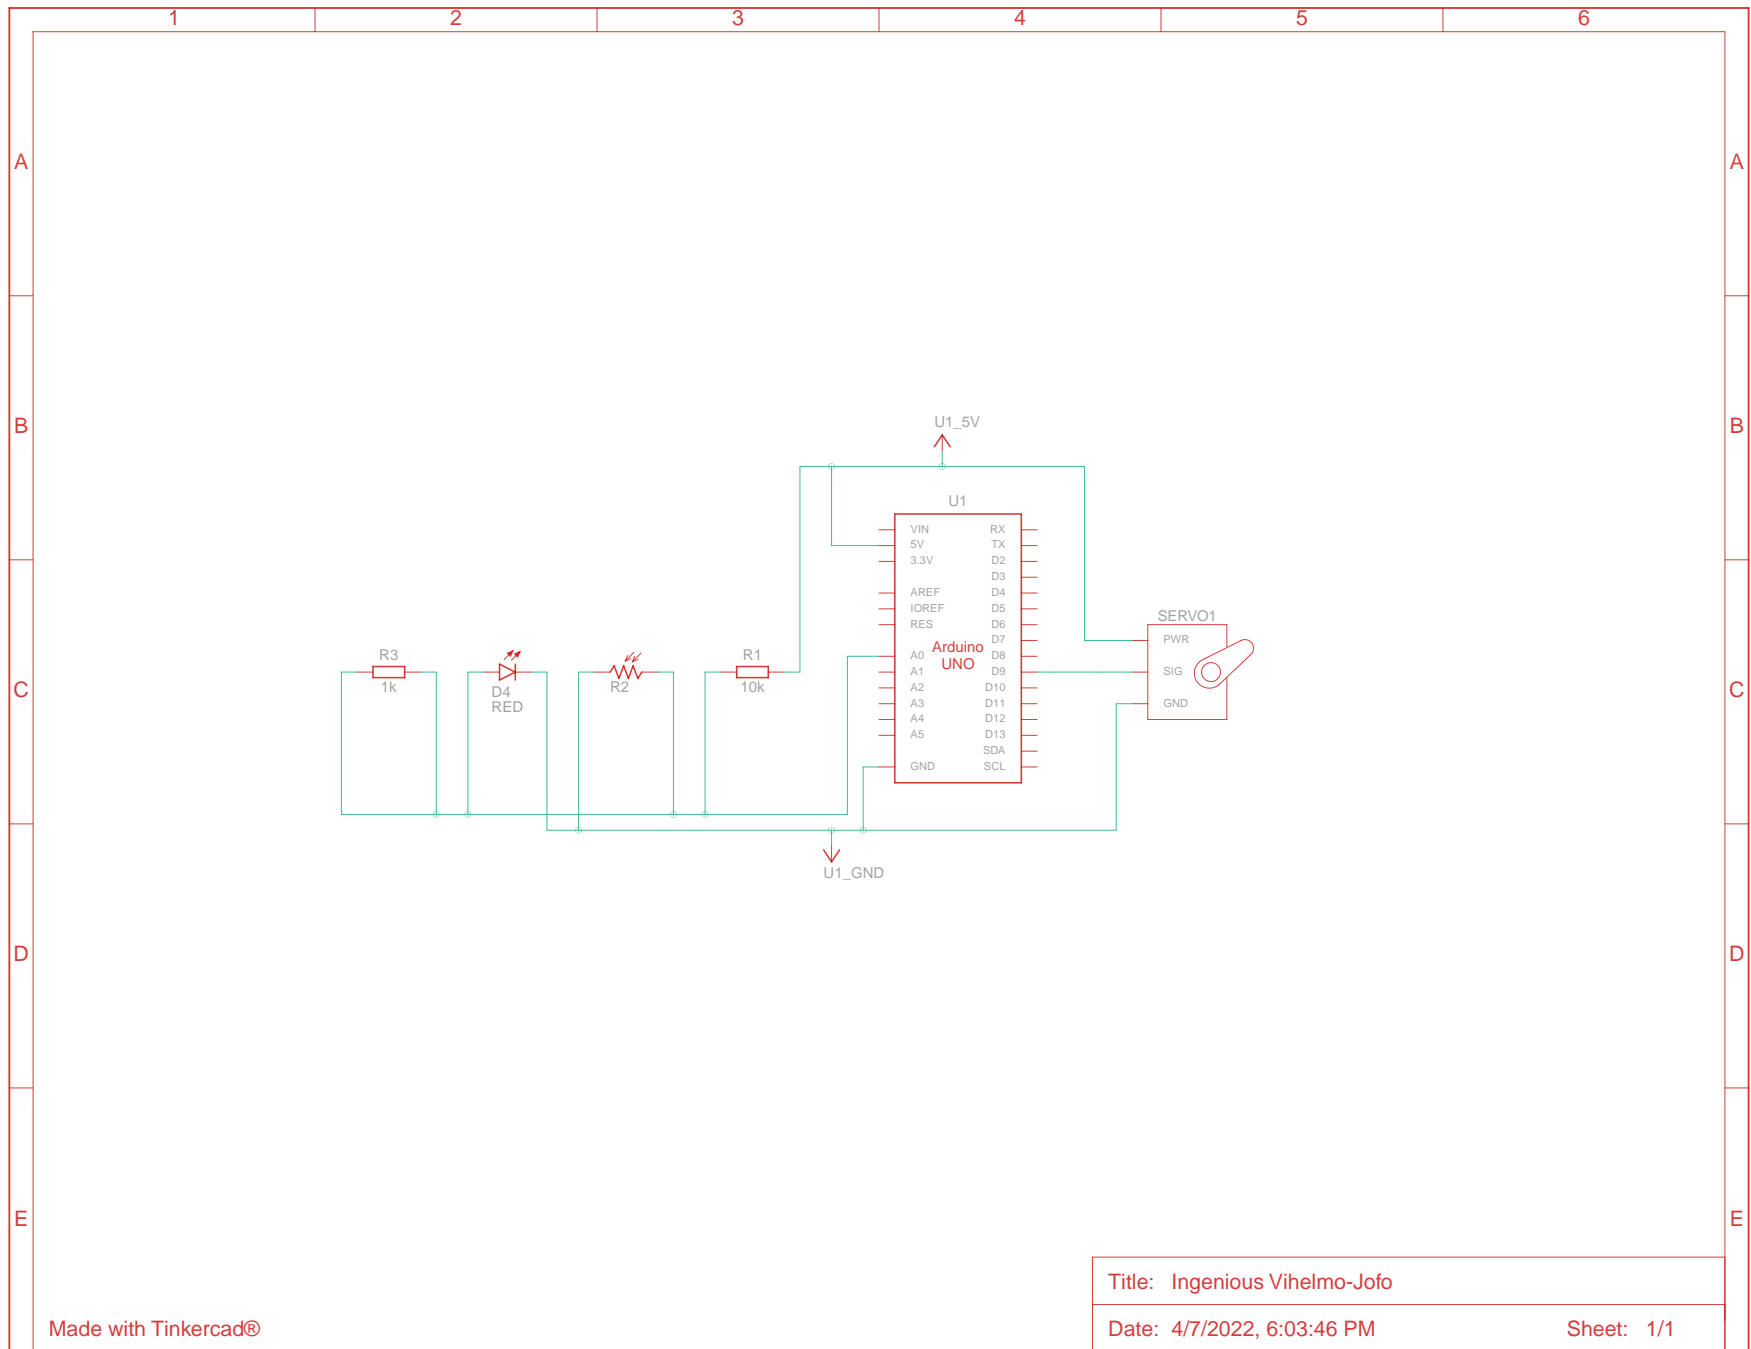 1 2 3 4 5 6
A A
B B
U1_5V
U1
VIN RX
5V TX
3.3V D2
D3
AREF D4
IOREF D5
RES D6
D7
A0 D8
A1 D9
A2 D10
A3 D11
A4 D12
A5 D13
SDA
GND SCL
Arduino
UNO
SERVO1
PWR
SIG
GND
C C
R3
1k
D4
RED
R2
R1
10k
U1_GND
D D
E E
Title: Ingenious Vihelmo-Jofo
Made with Tinkercad®
Date: 4/7/2022, 6:03:46 PM Sheet: 1/1